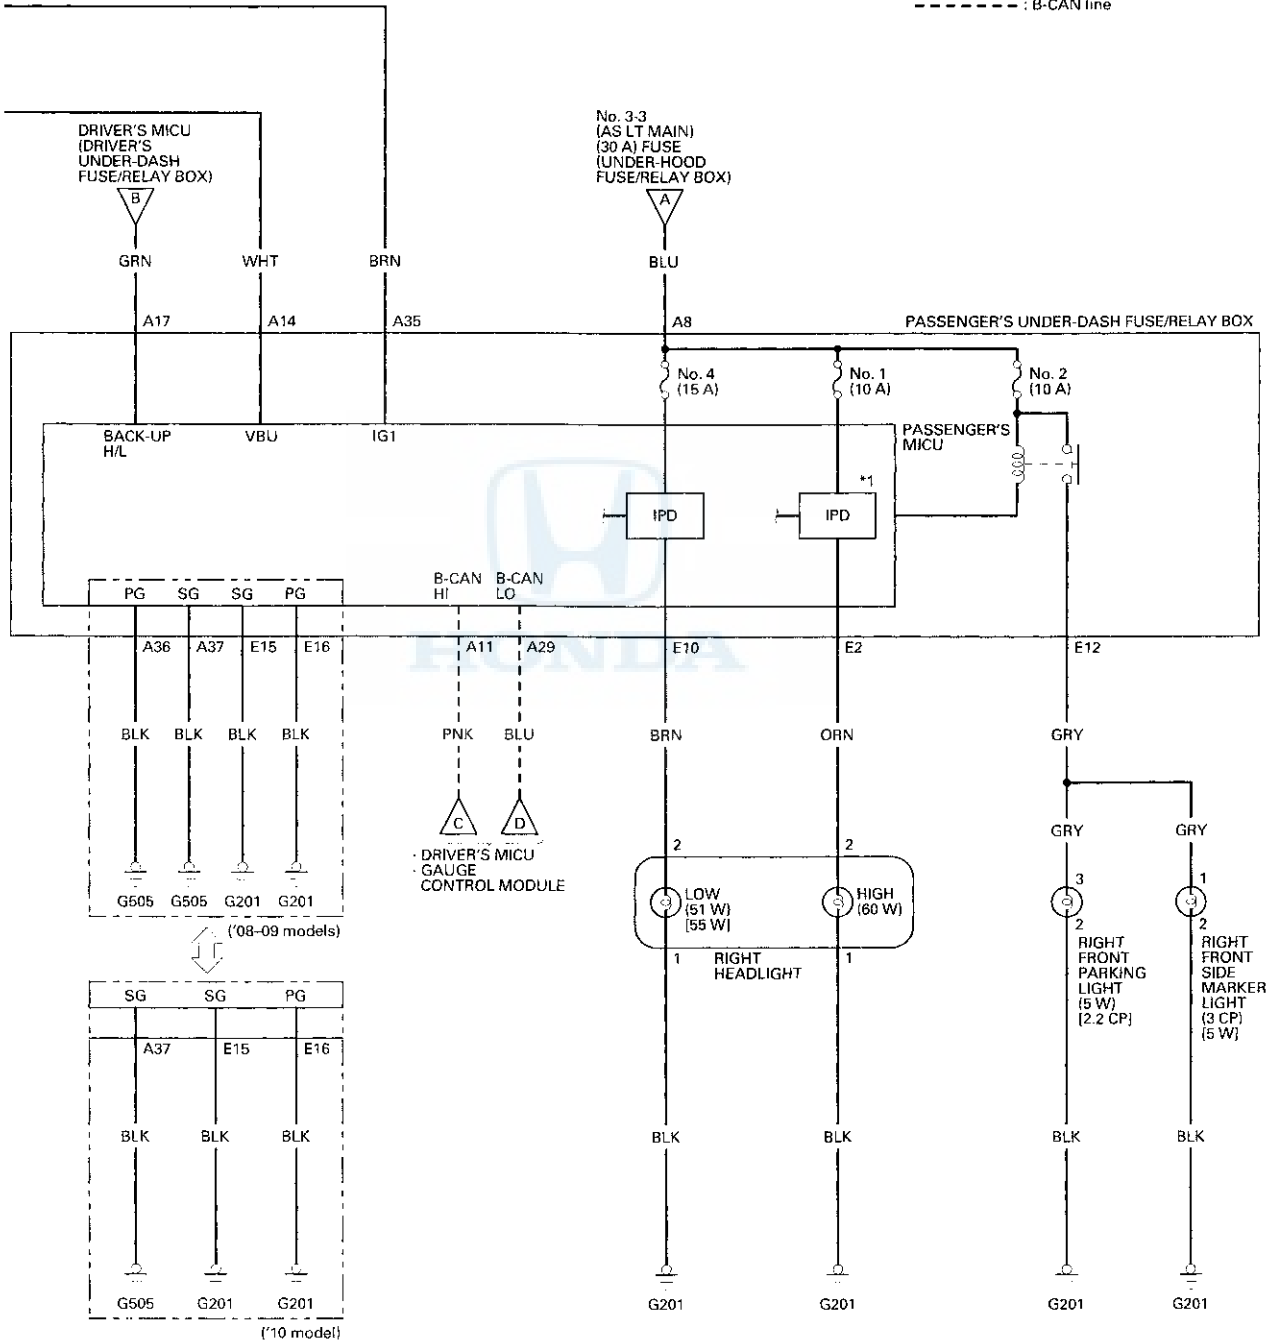 : B-CAN line
DRIVER'S MICU
(DRIVER'S
UNDER-DASH
FUSE/RELAY BOX)
B
No. 3-3
(AS LT MAIN)
(30 A) FUSE
(UNDER-HOOD
FUSE/RELAY BOX)
A
GRN
WHT
BRN
BLU
A17
A14
A35
A8
PASSENGER'S UNDER-DASH FUSE/RELAY BOX
No. 4
(15 A)
No. 1
(10 A)
No. 2
(10 A)
BACK-UP
H/L
VBU
IG1
PASSENGER'S
MICU
*1
IPD
IPD
B-CAN
HI
B-CAN
LO
PG
SG
SG
PG
HONDA
A36
A37
E15
E16
A11
A29
E10
E2
E12
BLK
BLK
BLK
BLK
PNK
BLU
BRN
ORN
GRY
C
D
GRY
GRY
· DRIVER'S MICU
· GAUGE
CONTROL MODULE
2
2
LOW
(51 W)
[55 W]
HIGH
(60 W)
3
1
G505
G505
G201
G201
('08-09 models)
1
RIGHT
HEADLIGHT
1
2
RIGHT
FRONT
PARKING
LIGHT
(5 W)
[2.2 CP]
2
RIGHT
FRONT
SIDE
MARKER
LIGHT
(3 CP)
(5 W)
SG
SG
PG
A37
E15
E16
BLK
BLK
BLK
BLK
BLK
BLK
BLK
G505
G201
G201
G201
G201
G201
G201
('10 model)